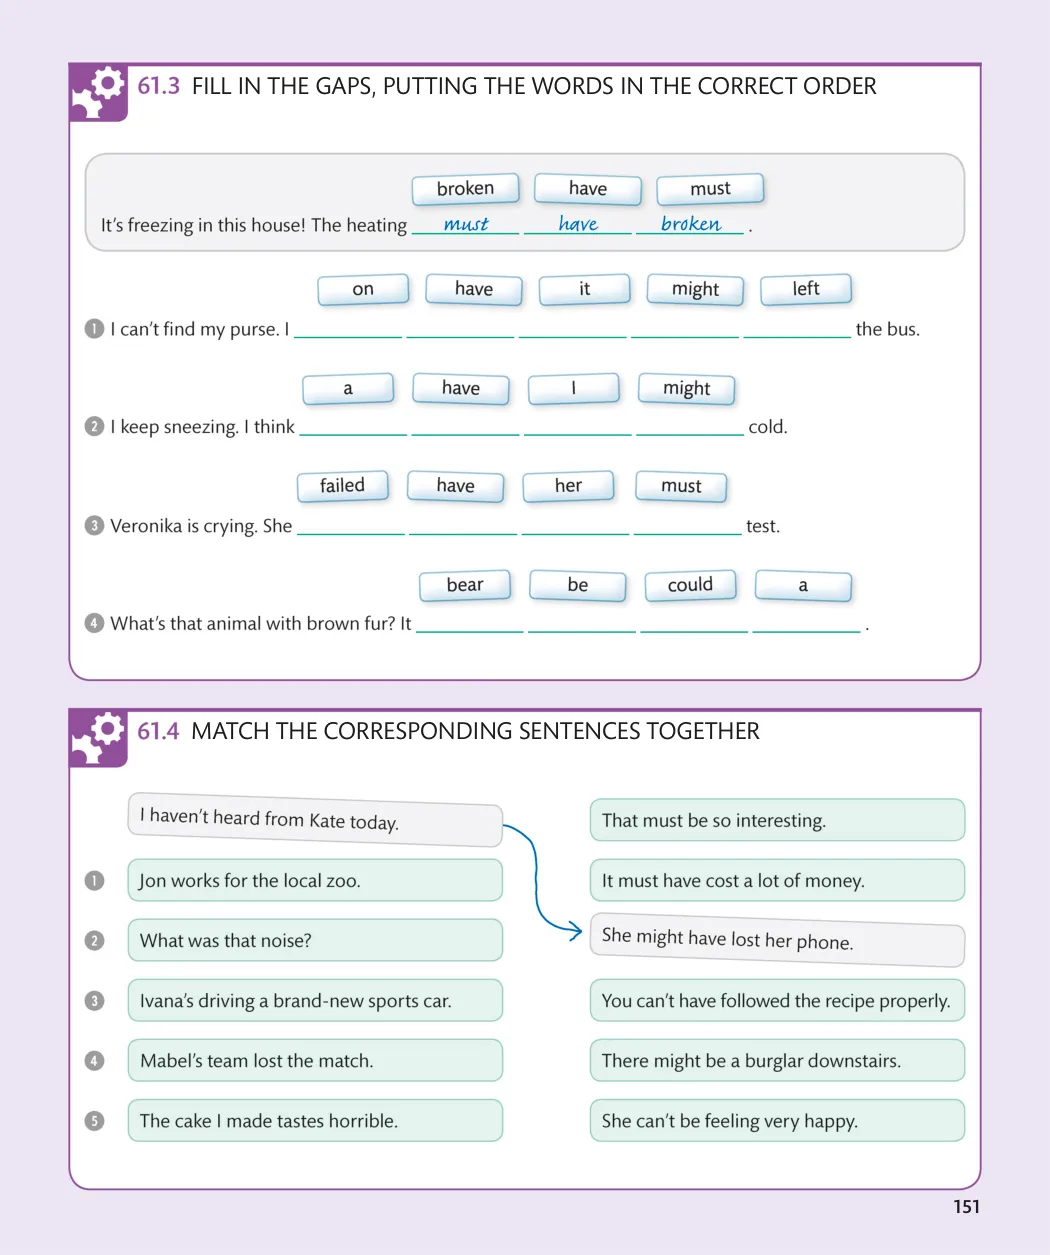 61.3 FILL IN THE GAPS, PUTTING THE WORDS IN THE CORRECT ORDER
broken have must
It's freezing in this house! The heating must have broken .
on have it might left
1 I can't find my purse. I the bus.
a have I might
2 I keep sneezing. I think cold.
failed have her must
3 Veronika is crying. She test.
bear be could a
4 What's that animal with brown fur? It .
61.4 MATCH THE CORRESPONDING SENTENCES TOGETHER
I haven't heard from Kate today. That must be so interesting.
1 Jon works for the local zoo. It must have cost a lot of money.
2 What was that noise? She might have lost her phone.
3 Ivana's driving a brand-new sports car. You can't have followed the recipe properly.
4 Mabel's team lost the match. There might be a burglar downstairs.
5 The cake I made tastes horrible. She can't be feeling very happy.
151